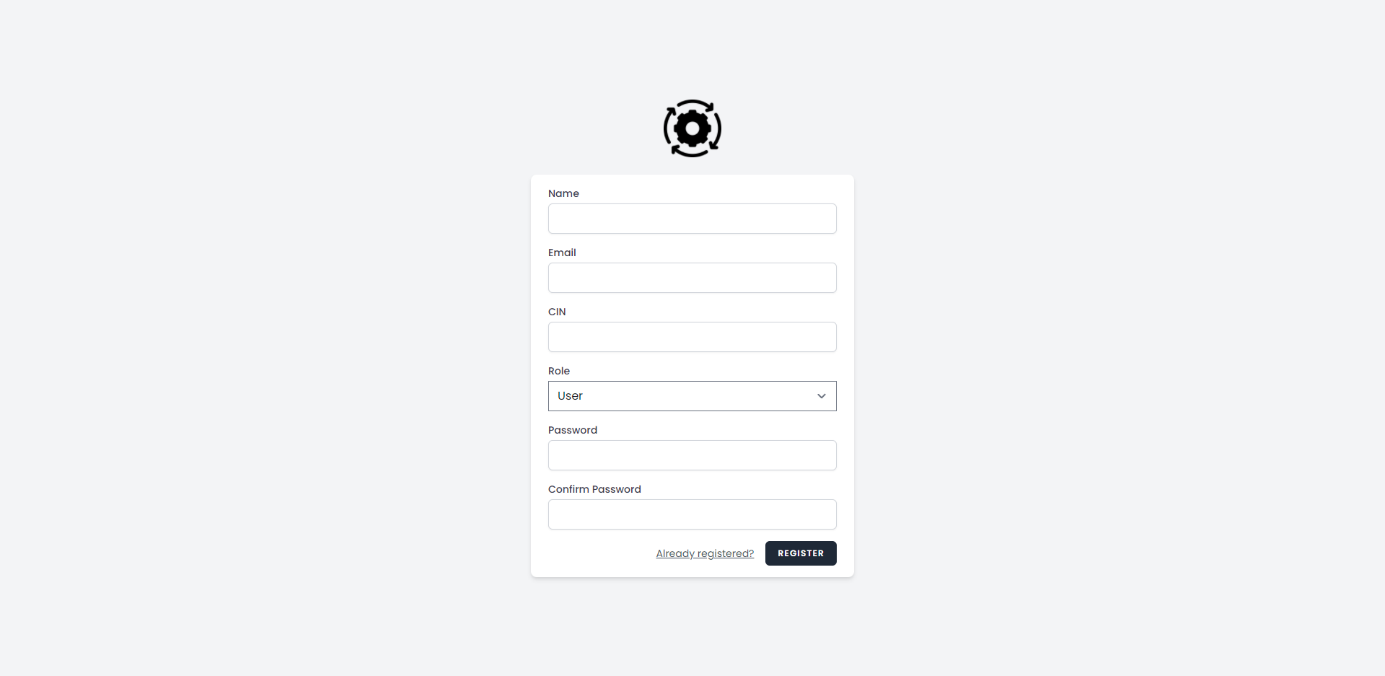 Name
Email
CIN
Role
User
Password
Confirm Password
Already registered? REGISTER